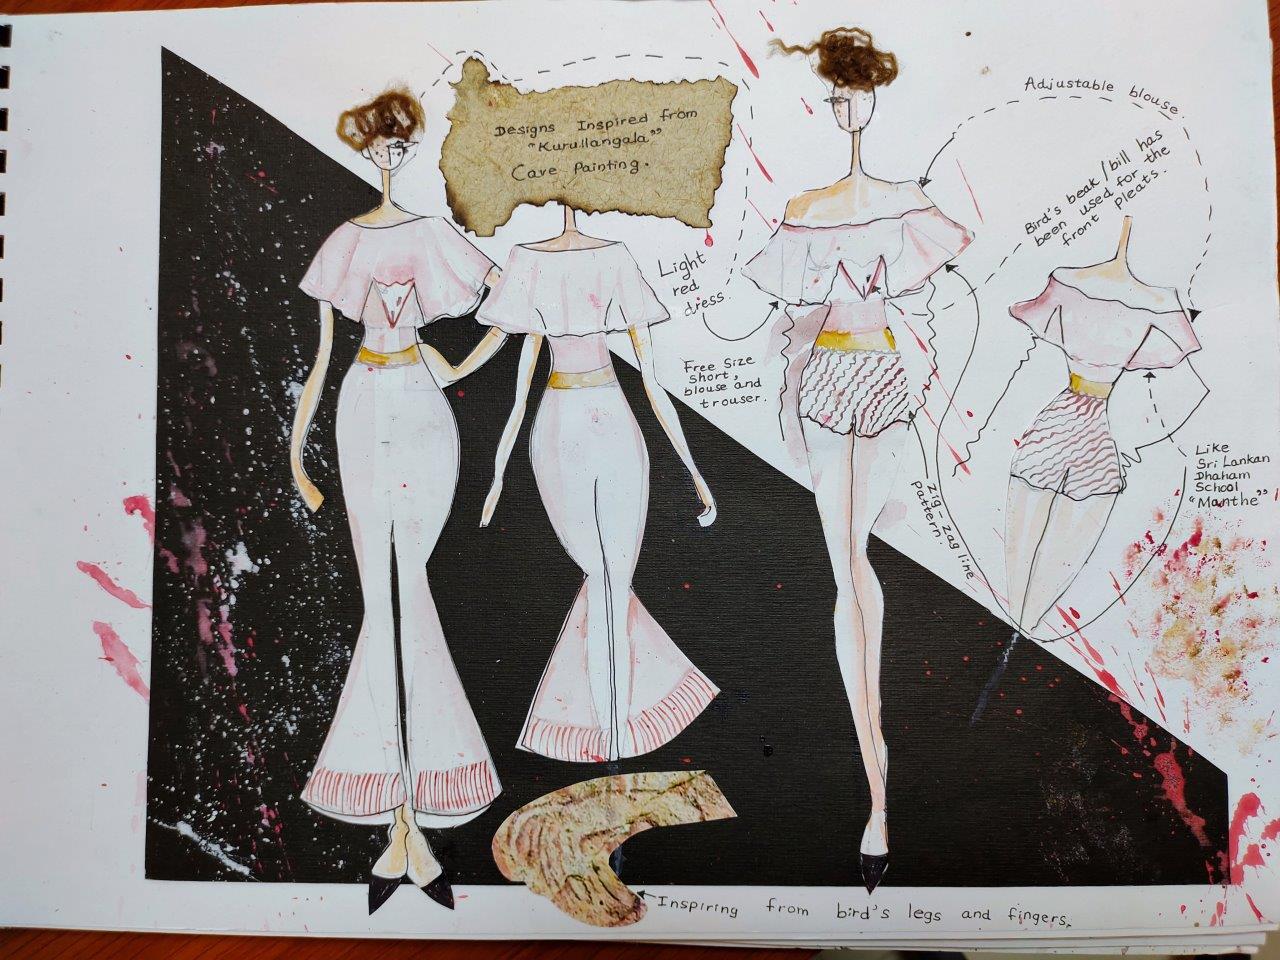 Designs Inspired from
"Kurullangala"
Cave Painting.
Adjustable blouse.
Bird's beak/bill has
been used for the
front pleats.
Light
red
dress.
Free Size
Short,
blouse and
trouser.
Zig-zag line
pattern.
Like
Sri Lankan
Dhaham
School
"Manthe"
Inspiring from bird's legs and fingers.